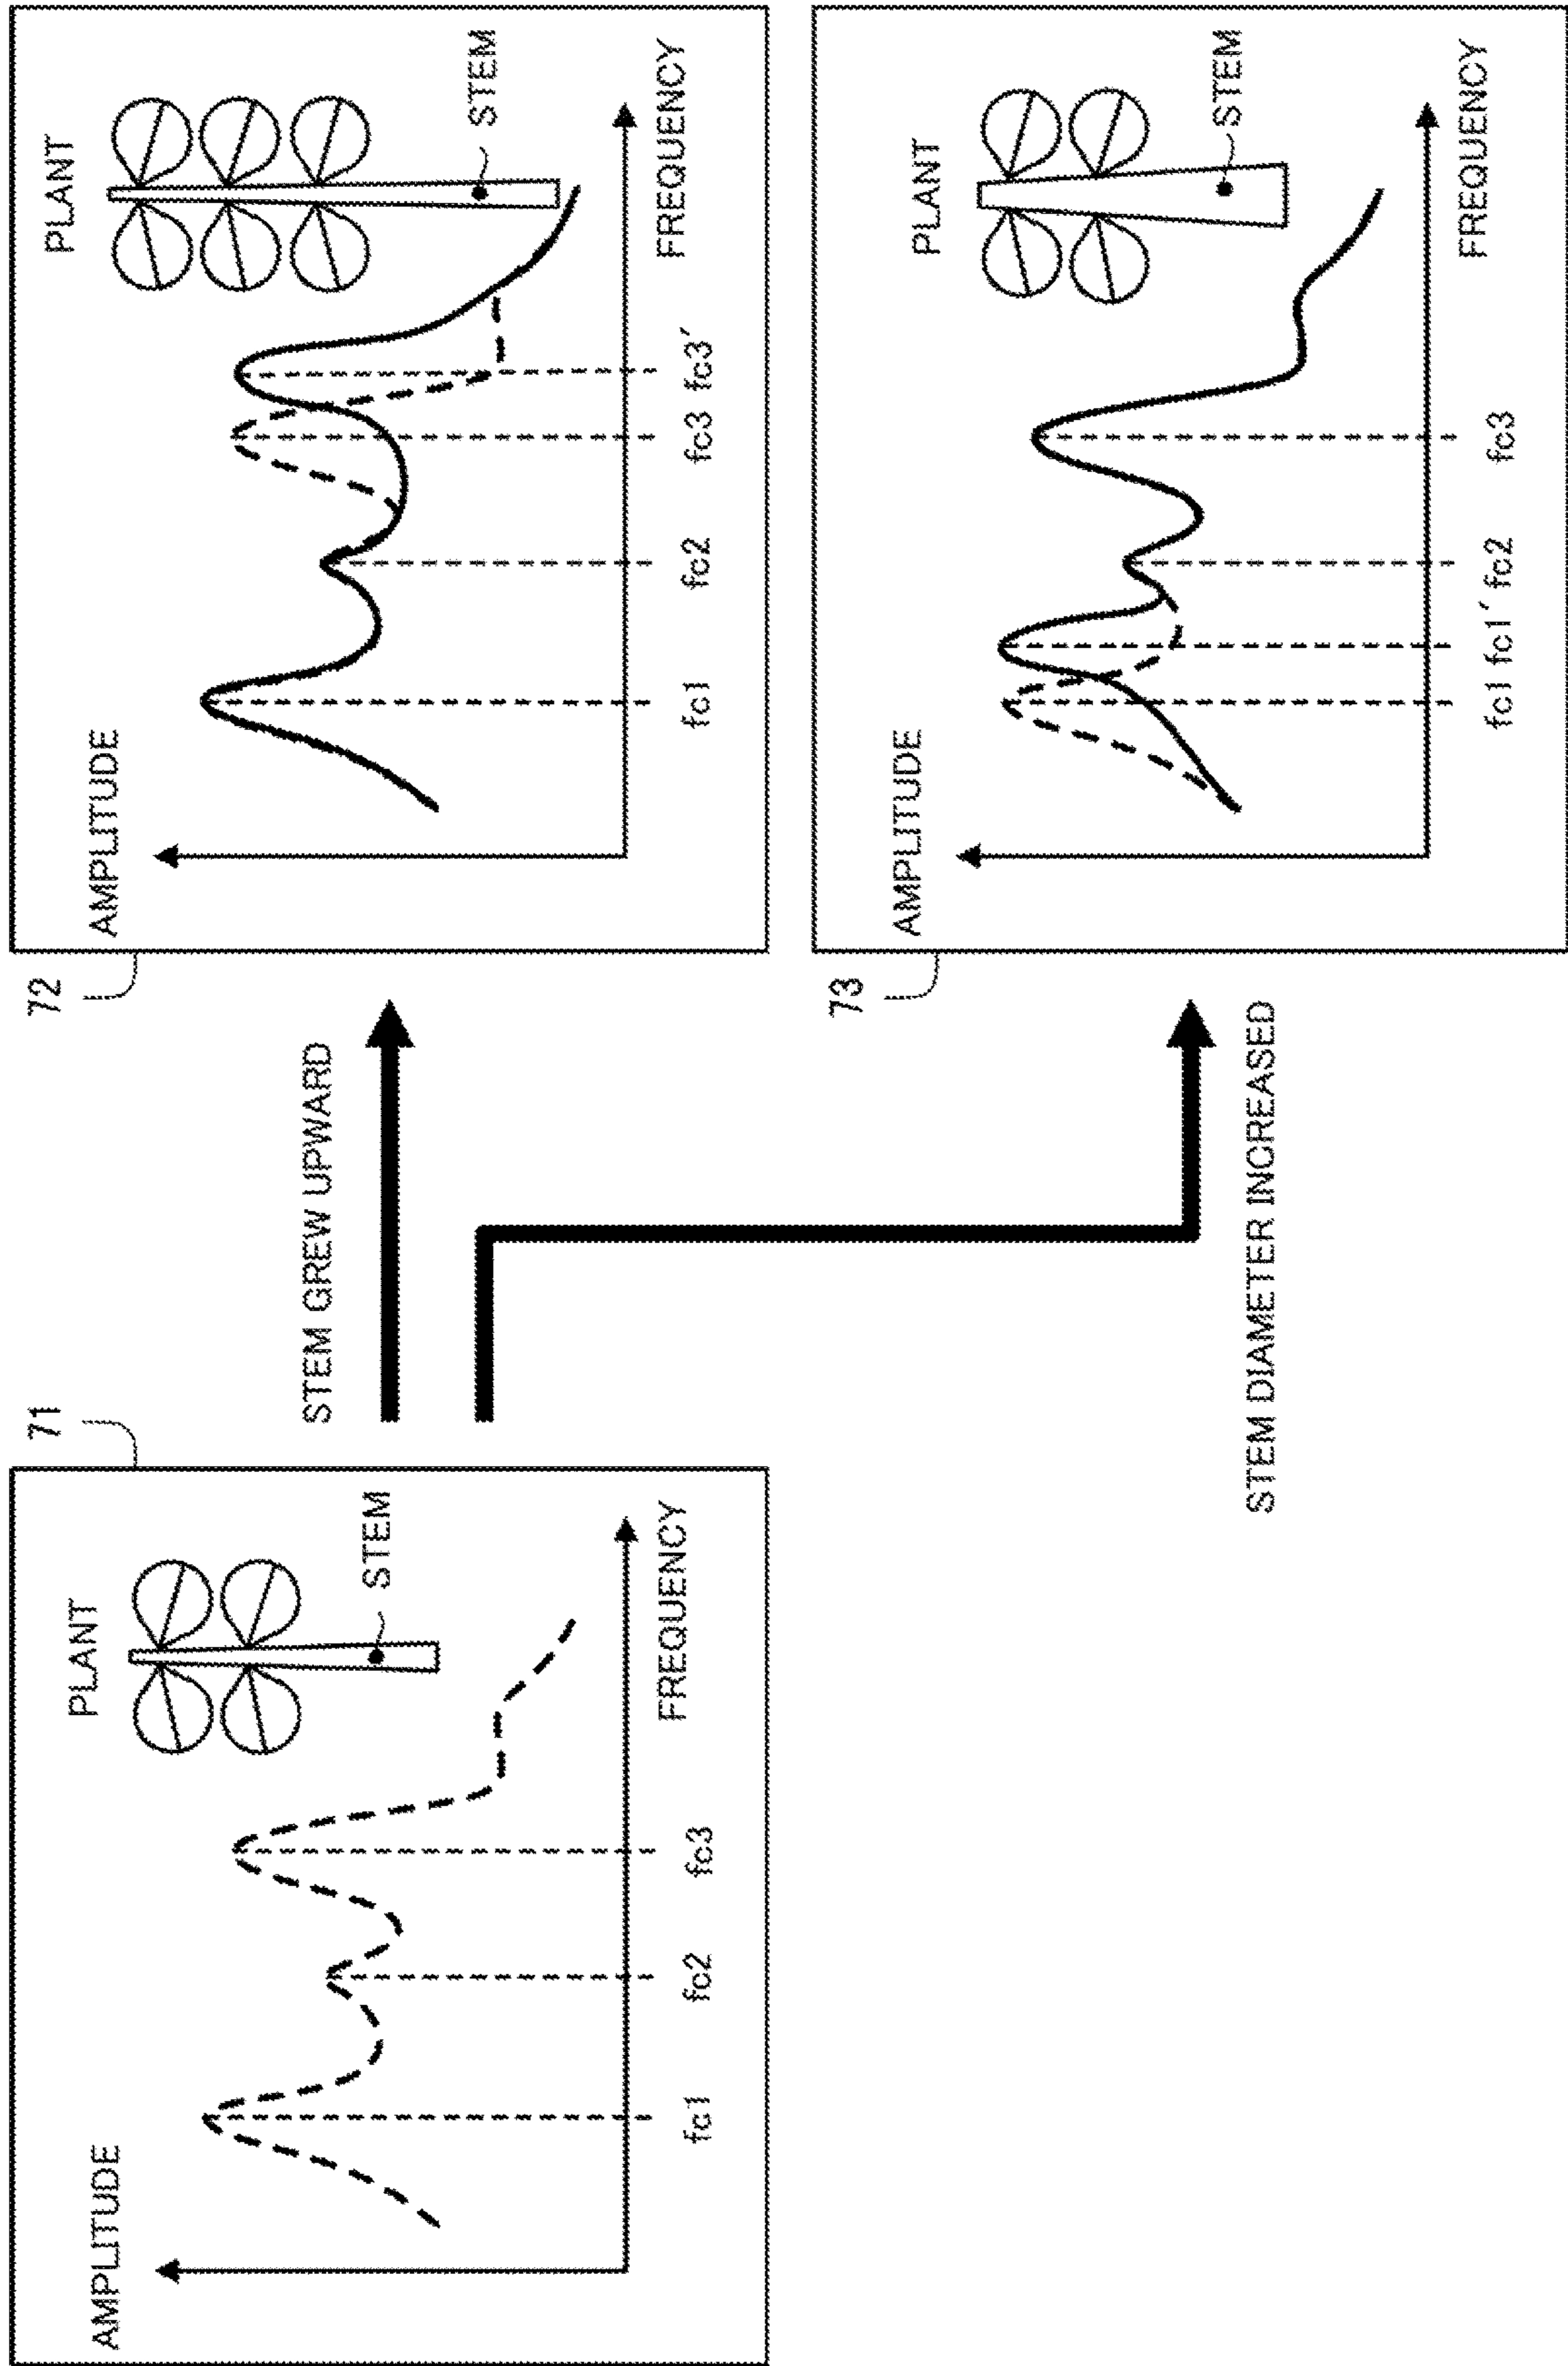 71
AMPLITUDE
PLANT
STEM
FREQUENCY
fc1 fc2 fc3
STEM GREW UPWARD
STEM DIAMETER INCREASED
72
AMPLITUDE
PLANT
STEM
FREQUENCY
fc1 fc2 fc3 fc3′
73
AMPLITUDE
PLANT
STEM
FREQUENCY
fc1 fc1′ fc2 fc3